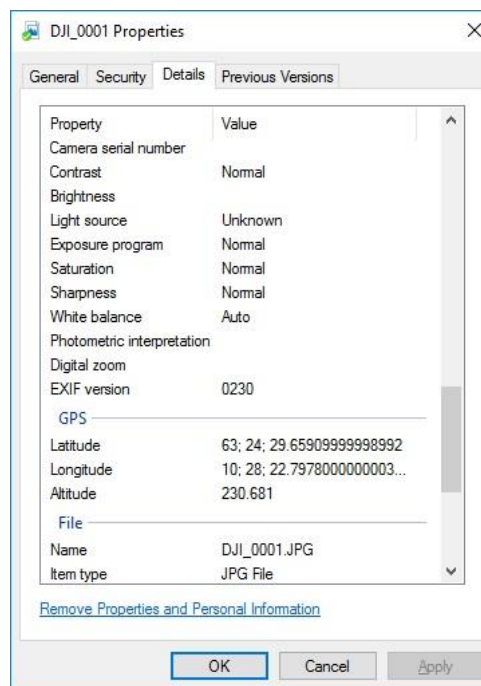 DJI_0001 Properties
General Security Details Previous Versions
Property Value
Camera serial number
Contrast Normal
Brightness
Light source Unknown
Exposure program Normal
Saturation Normal
Sharpness Normal
White balance Auto
Photometric interpretation
Digital zoom
EXIF version 0230
GPS
Latitude 63; 24; 29.65909999998992
Longitude 10; 28; 22.7978000000003...
Altitude 230.681
File
Name DJI_0001.JPG
Item type JPG File
Remove Properties and Personal Information
OK Cancel Apply